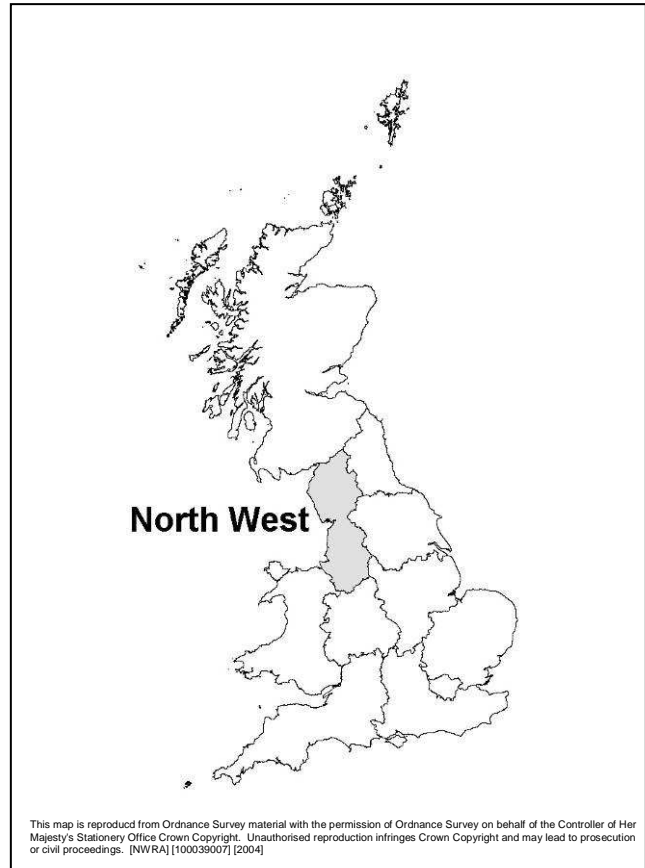 North West
This map is reproducd from Ordnance Survey material with the permission of Ordnance Survey on behalf of the Controller of Her
Majesty's Stationery Office Crown Copyright. Unauthorised reproduction infringes Crown Copyright and may lead to prosecution
or civil proceedings. [NWRA] [100039007] [2004]